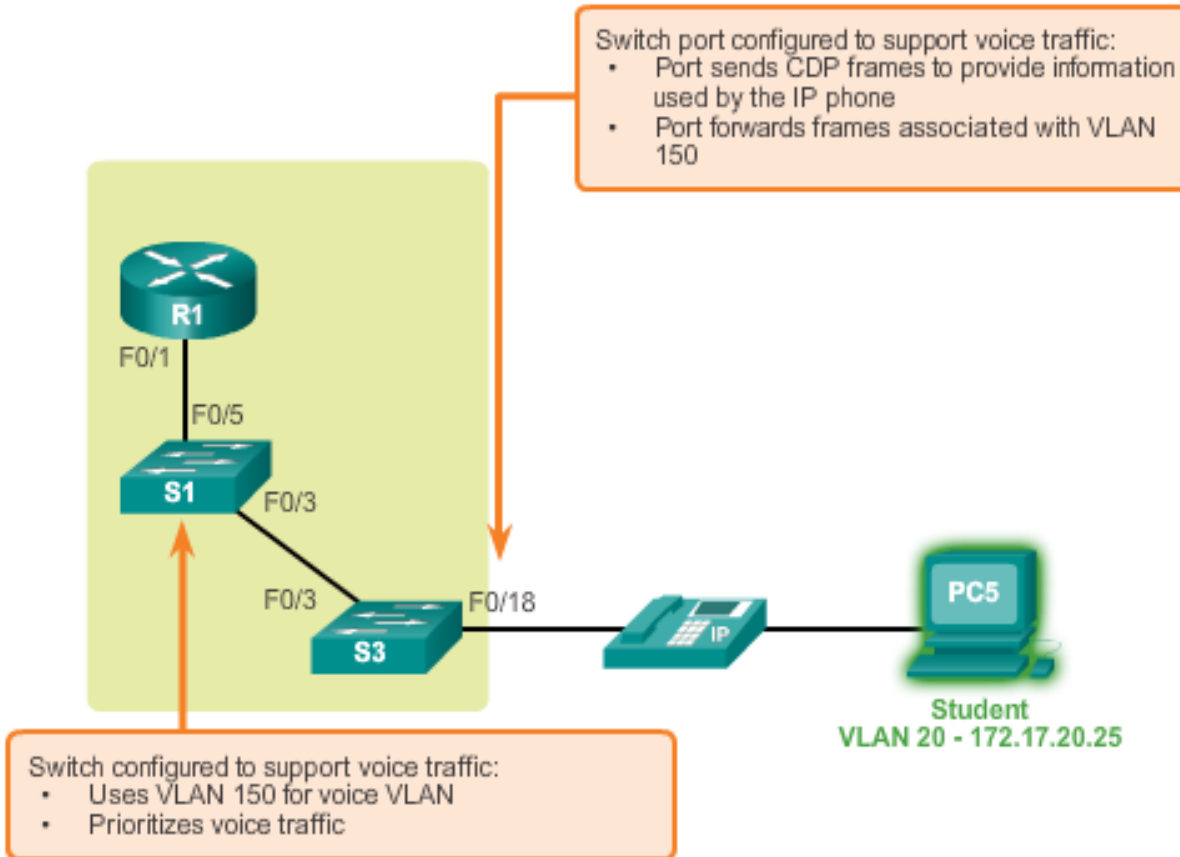 Switch port configured to support voice traffic:
• Port sends CDP frames to provide information
used by the IP phone
• Port forwards frames associated with VLAN
150
R1
F0/1
F0/5
S1
F0/3
F0/3
F0/18
S3
IP
PC5
Student
VLAN 20 - 172.17.20.25
Switch configured to support voice traffic:
• Uses VLAN 150 for voice VLAN
• Prioritizes voice traffic